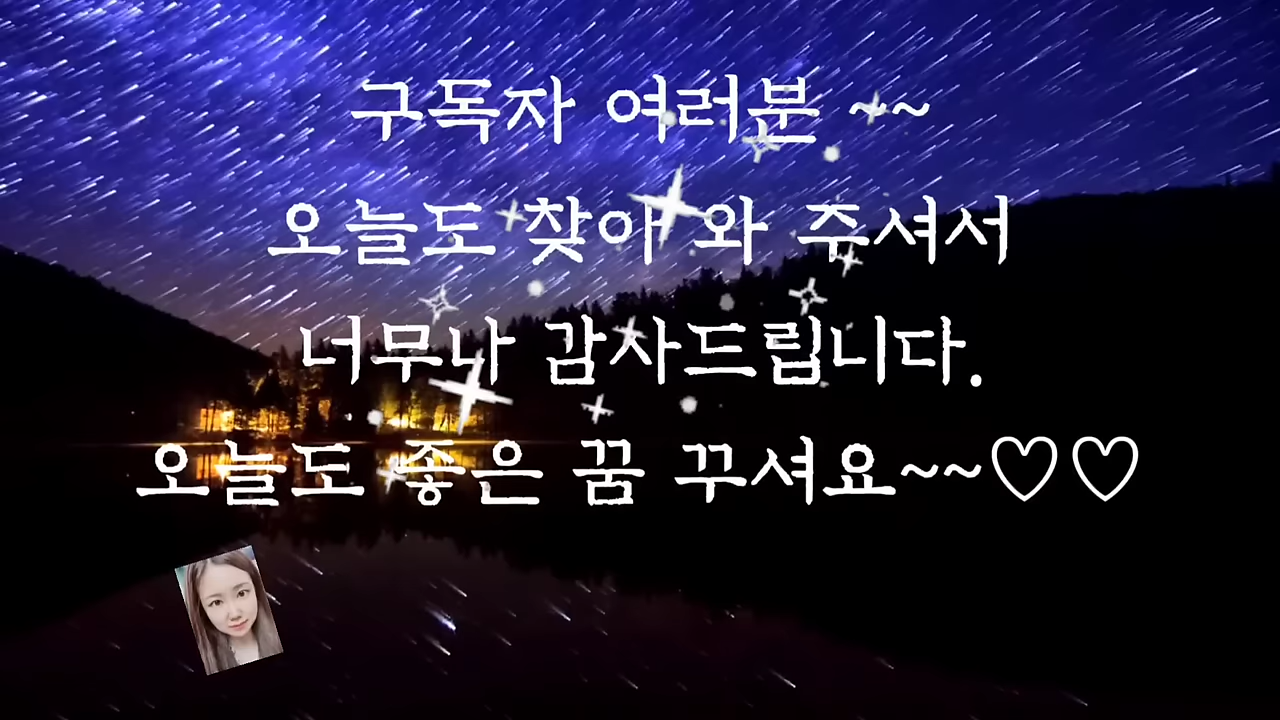 구독자 여러분 ~~
오늘도 찾아 와 주셔서
너무나 감사드립니다.
오늘도 좋은 꿈 꾸셔요~~♡♡